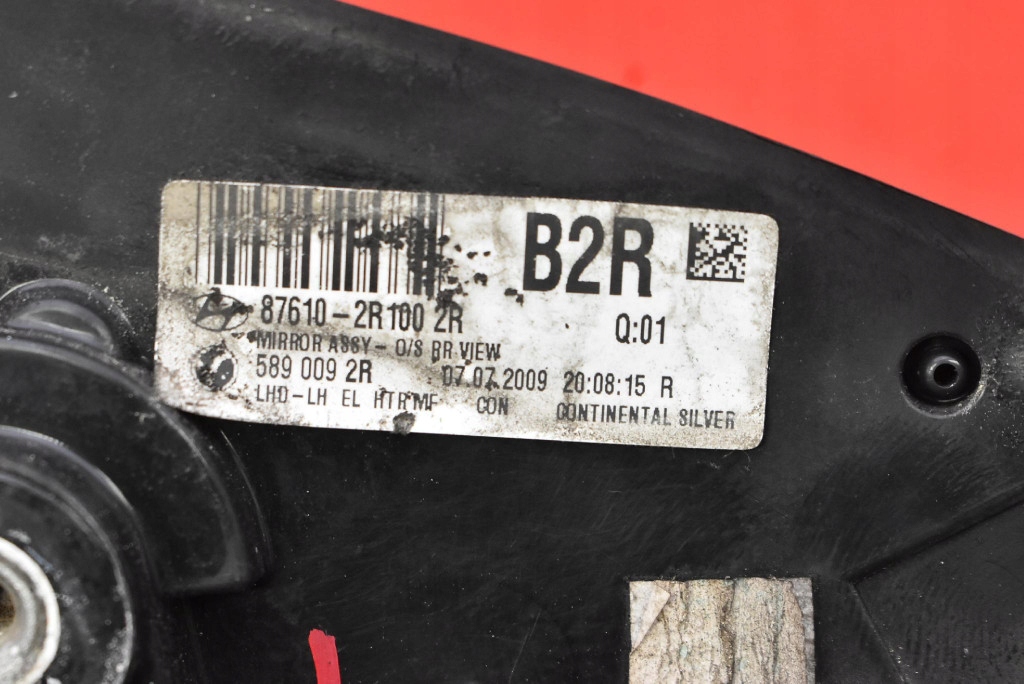 B2R
87610-2R100 2R
Q:01
MIRROR ASSY- O/S BR VIEW
589 009 2R 07.07.2009 20:08:15 R
LHD-LH EL HTR MF CON CONTINENTAL SILVER